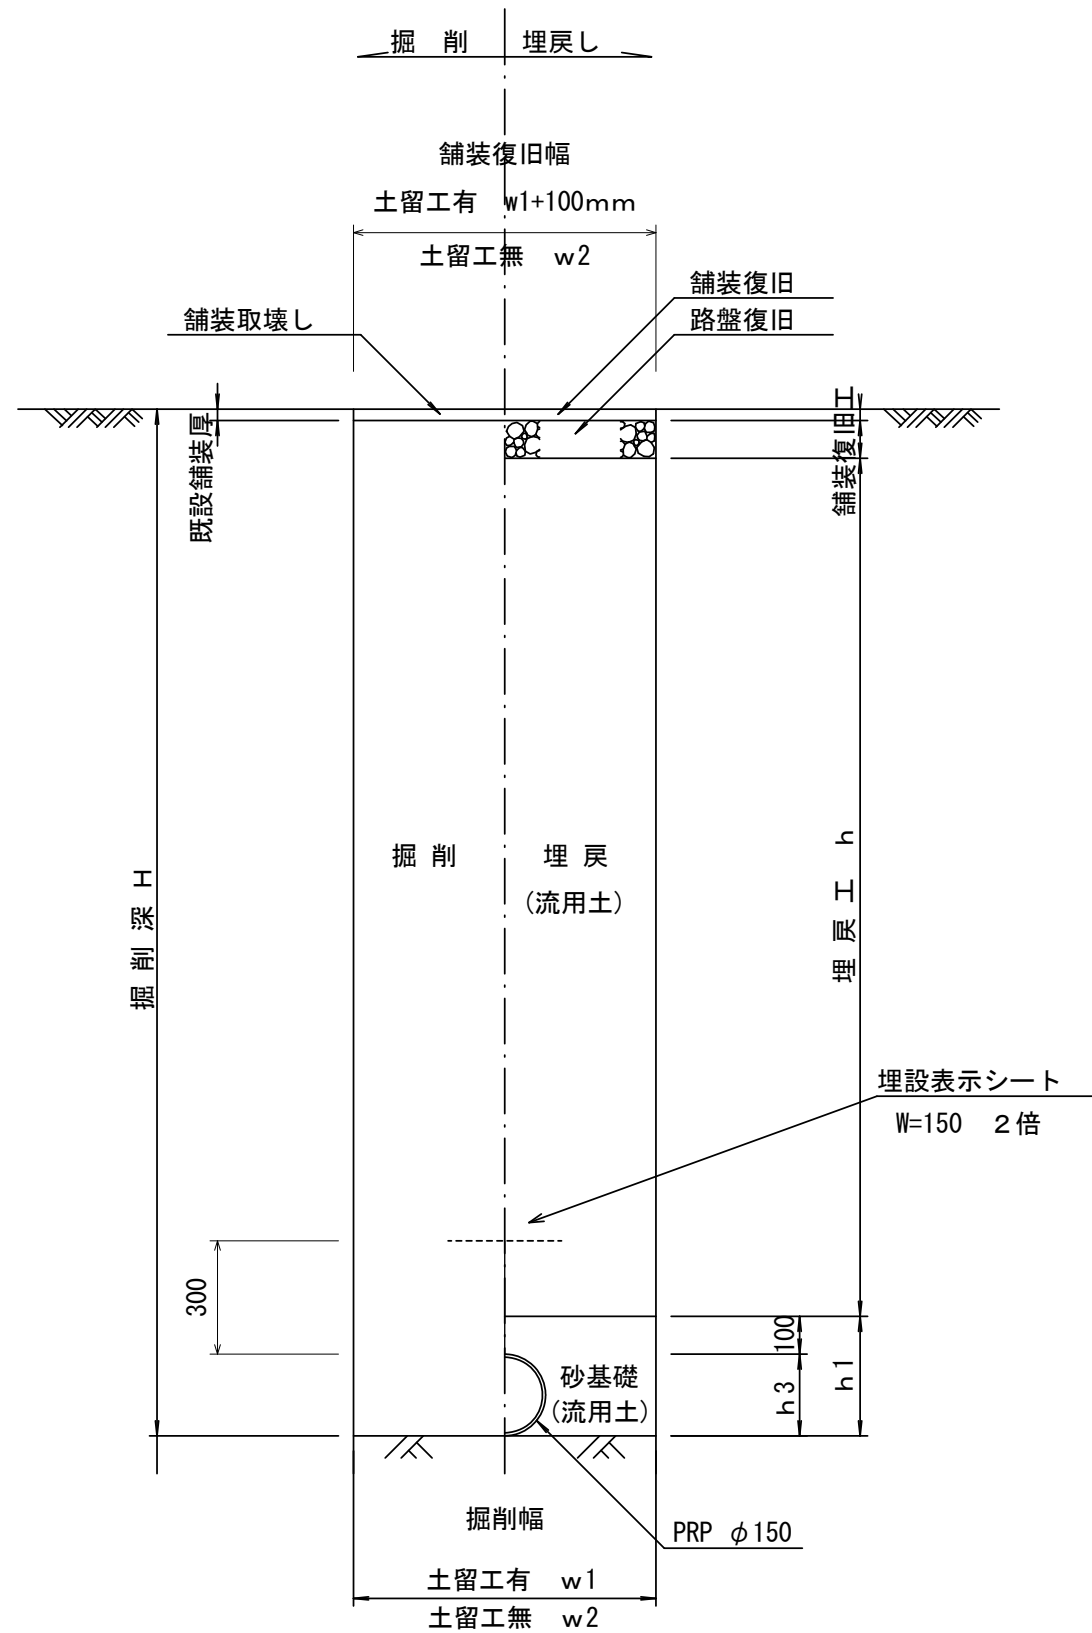 掘　削　埋戻し
舗装復旧幅
土留工有　w1+100mm
土留工無　w2
舗装復旧
路盤復旧
舗装取壊し
既設舗装厚
舗装復旧工
掘削深 H
掘 削
埋 戻
(流用土)
埋戻工 h
埋設表示シート
W=150　2倍
300
100
h3
h1
砂基礎
(流用土)
PRP φ150
掘削幅
土留工有　w1
土留工無　w2